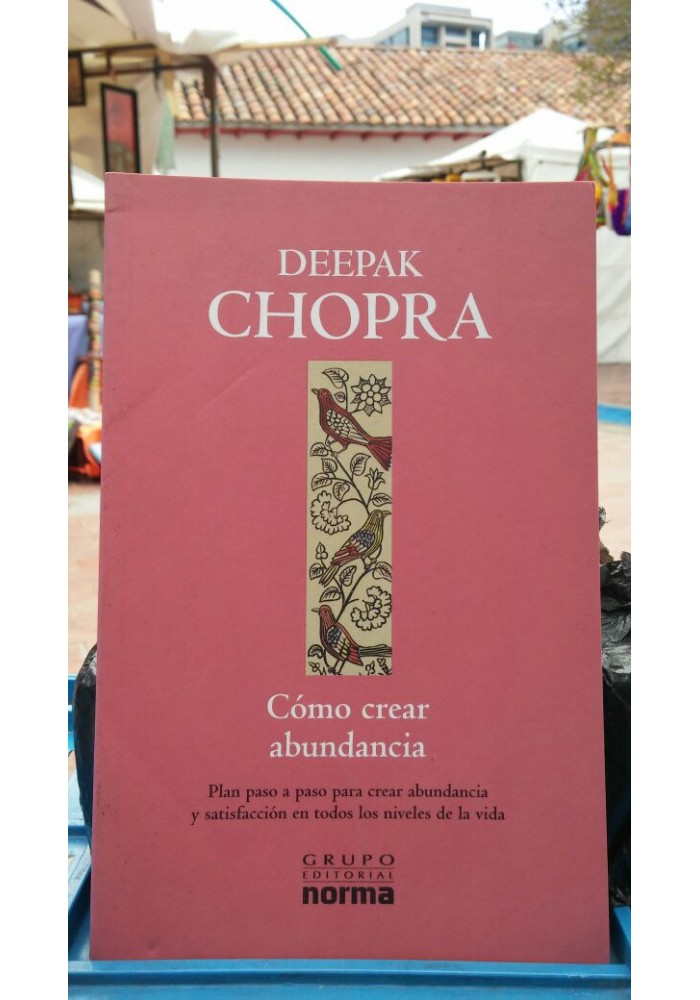 DEEPAK
CHOPRA
Cómo crear
abundancia
Plan paso a paso para crear abundancia
y satisfacción en todos los niveles de la vida
GRUPO
EDITORIAL
norma